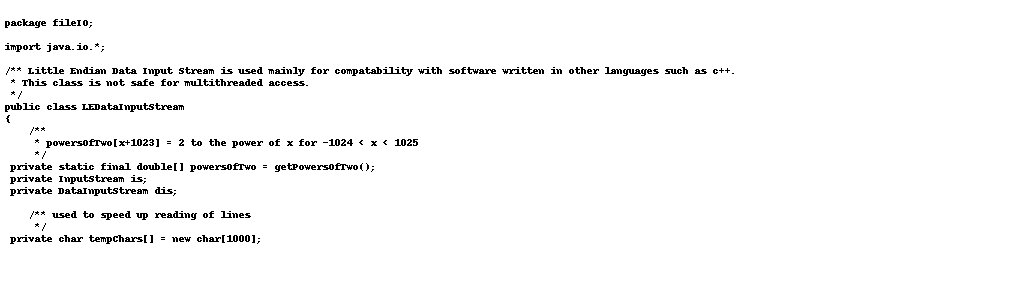 package fileIO;
import java.io.*;
/** Little Endian Data Input Stream is used mainly for compatability with software written in other languages such as c++.
* This class is not safe for multithreaded access.
*/
public class LEDataInputStream
{
/**
* powersOfTwo[x+1023] = 2 to the power of x for -1024 < x < 1025
*/
private static final double[] powersOfTwo = getPowersOfTwo();
private InputStream is;
private DataInputStream dis;
/** used to speed up reading of lines
*/
private char tempChars[] = new char[1000];